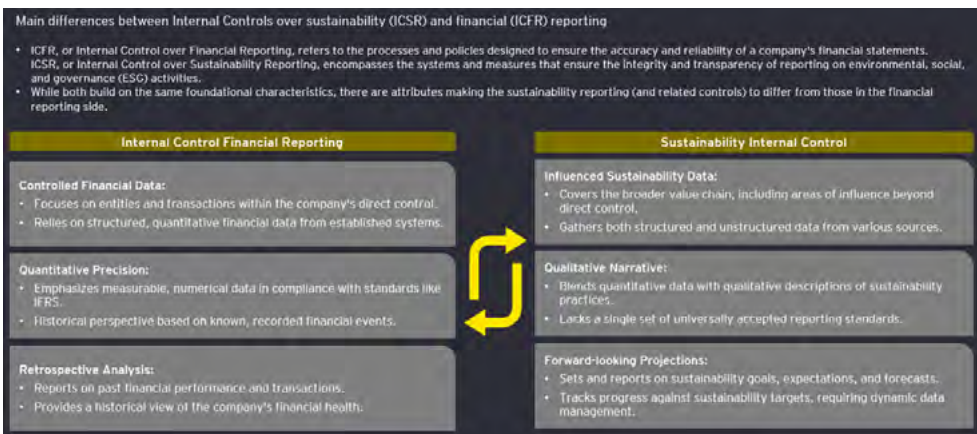 Main differences between Internal Controls over sustainability (ICSR) and financial (ICFR) reporting
• ICFR, or Internal Control over Financial Reporting, refers to the processes and policies designed to ensure the accuracy and reliability of a company's financial statements.
ICSR, or Internal Control over Sustainability Reporting, encompasses the systems and measures that ensure the integrity and transparency of reporting on environmental, social,
and governance (ESG) activities.
• While both build on the same foundational characteristics, there are attributes making the sustainability reporting (and related controls) to differ from those in the financial
reporting side.
Internal Control Financial Reporting
Controlled Financial Data:
• Focuses on entities and transactions within the company's direct control.
• Relies on structured, quantitative financial data from established systems.
Quantitative Precision:
• Emphasizes measurable, numerical data in compliance with standards like
IFRS.
• Historical perspective based on known, recorded financial events.
Retrospective Analysis:
• Reports on past financial performance and transactions.
• Provides a historical view of the company's financial health.
Sustainability Internal Control
Influenced Sustainability Data:
• Covers the broader value chain, including areas of influence beyond
direct control.
• Gathers both structured and unstructured data from various sources.
Qualitative Narrative:
• Blends quantitative data with qualitative descriptions of sustainability
practices.
• Lacks a single set of universally accepted reporting standards.
Forward-looking Projections:
• Sets and reports on sustainability goals, expectations, and forecasts.
• Tracks progress against sustainability targets, requiring dynamic data
management.